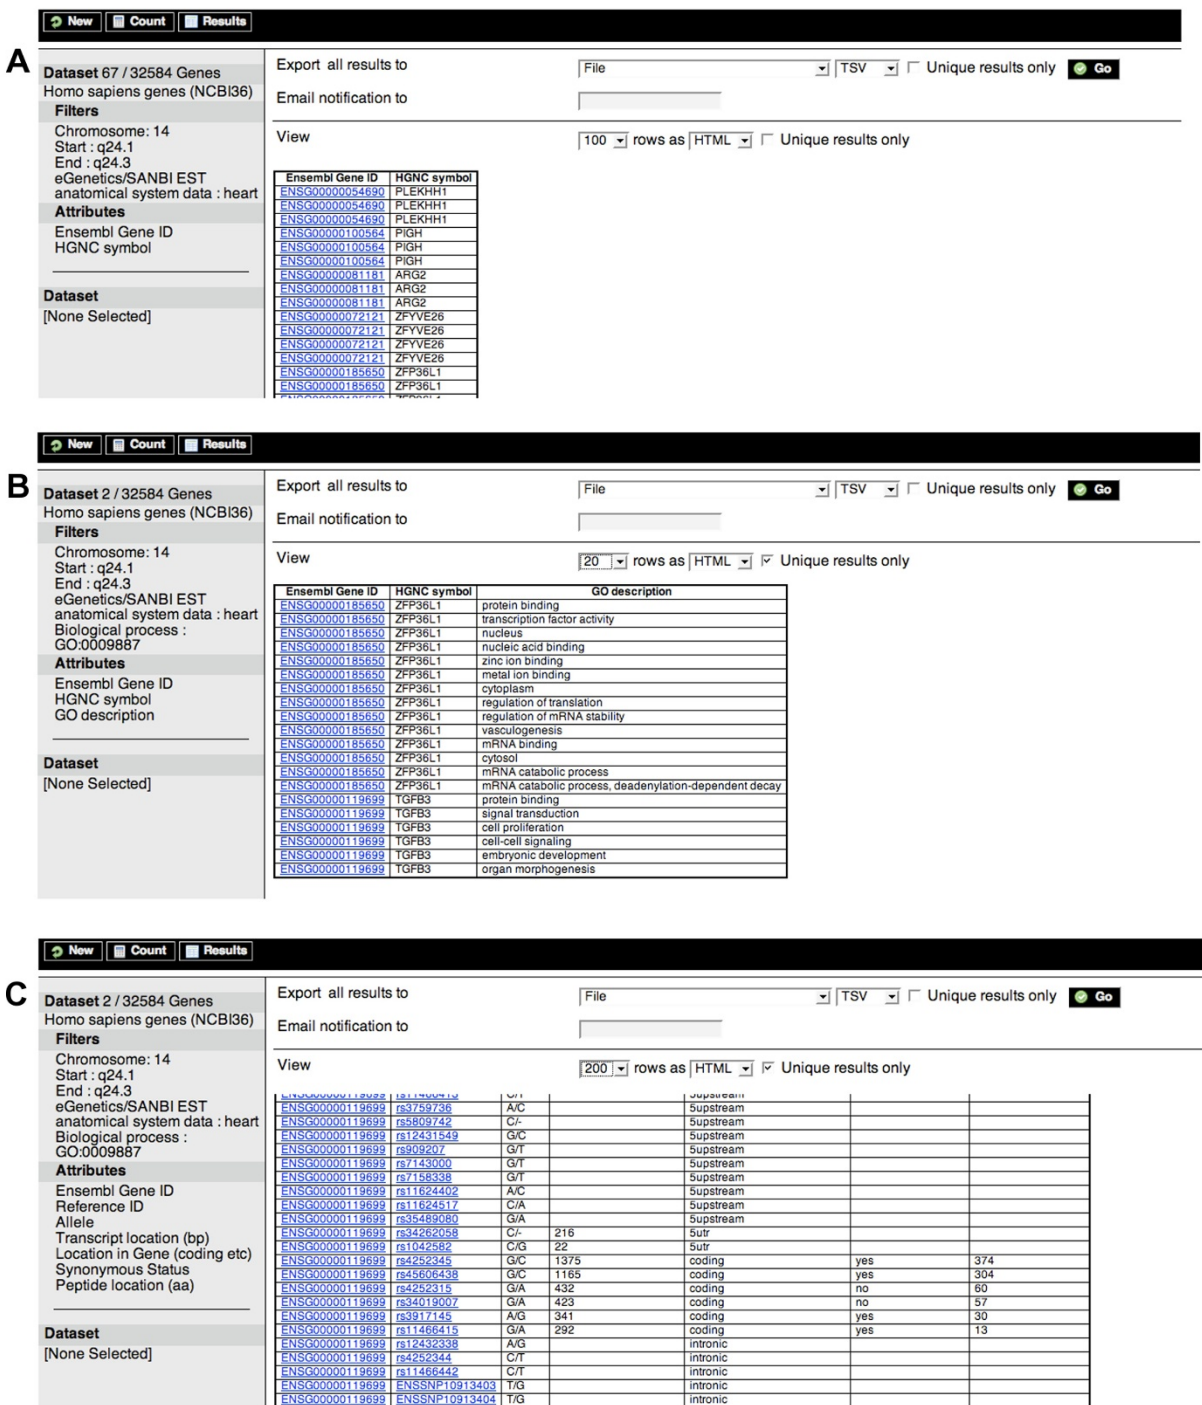 New Count Results
A
Dataset 67 / 32584 Genes
Homo sapiens genes (NCBI36)
Filters
Chromosome: 14
Start : q24.1
End : q24.3
eGenetics/SANBI EST
anatomical system data : heart
Attributes
Ensembl Gene ID
HGNC symbol
Dataset
[None Selected]
Export all results to File TSV Unique results only Go
Email notification to
View 100 rows as HTML Unique results only
Ensembl Gene ID HGNC symbol
ENSG00000054690 PLEKHH1
ENSG00000054690 PLEKHH1
ENSG00000054690 PLEKHH1
ENSG00000100564 PIGH
ENSG00000100564 PIGH
ENSG00000100564 PIGH
ENSG00000081181 ARG2
ENSG00000081181 ARG2
ENSG00000081181 ARG2
ENSG00000072121 ZFYVE26
ENSG00000072121 ZFYVE26
ENSG00000072121 ZFYVE26
ENSG00000072121 ZFYVE26
ENSG00000185650 ZFP36L1
ENSG00000185650 ZFP36L1
New Count Results
B
Dataset 2 / 32584 Genes
Homo sapiens genes (NCBI36)
Filters
Chromosome: 14
Start : q24.1
End : q24.3
eGenetics/SANBI EST
anatomical system data : heart
Biological process :
GO:0009887
Attributes
Ensembl Gene ID
HGNC symbol
GO description
Dataset
[None Selected]
Export all results to File TSV Unique results only Go
Email notification to
View 20 rows as HTML Unique results only
Ensembl Gene ID HGNC symbol GO description
ENSG00000185650 ZFP36L1 protein binding
ENSG00000185650 ZFP36L1 transcription factor activity
ENSG00000185650 ZFP36L1 nucleus
ENSG00000185650 ZFP36L1 nucleic acid binding
ENSG00000185650 ZFP36L1 zinc ion binding
ENSG00000185650 ZFP36L1 metal ion binding
ENSG00000185650 ZFP36L1 cytoplasm
ENSG00000185650 ZFP36L1 regulation of translation
ENSG00000185650 ZFP36L1 regulation of mRNA stability
ENSG00000185650 ZFP36L1 vasculogenesis
ENSG00000185650 ZFP36L1 mRNA binding
ENSG00000185650 ZFP36L1 cytosol
ENSG00000185650 ZFP36L1 mRNA catabolic process
ENSG00000185650 ZFP36L1 mRNA catabolic process, deadenylation-dependent decay
ENSG00000119699 TGFB3 protein binding
ENSG00000119699 TGFB3 signal transduction
ENSG00000119699 TGFB3 cell proliferation
ENSG00000119699 TGFB3 cell-cell signaling
ENSG00000119699 TGFB3 embryonic development
ENSG00000119699 TGFB3 organ morphogenesis
New Count Results
C
Dataset 2 / 32584 Genes
Homo sapiens genes (NCBI36)
Filters
Chromosome: 14
Start : q24.1
End : q24.3
eGenetics/SANBI EST
anatomical system data : heart
Biological process :
GO:0009887
Attributes
Ensembl Gene ID
Reference ID
Allele
Transcript location (bp)
Location in Gene (coding etc)
Synonymous Status
Peptide location (aa)
Dataset
[None Selected]
Export all results to File TSV Unique results only Go
Email notification to
View 200 rows as HTML Unique results only
ENSG00000119699 rs3759736 A/C 5upstream
ENSG00000119699 rs5809742 C/- 5upstream
ENSG00000119699 rs12431549 G/C 5upstream
ENSG00000119699 rs909207 G/T 5upstream
ENSG00000119699 rs7143000 G/T 5upstream
ENSG00000119699 rs7158338 G/T 5upstream
ENSG00000119699 rs11624402 A/C 5upstream
ENSG00000119699 rs11624517 C/A 5upstream
ENSG00000119699 rs35489080 G/A 5upstream
ENSG00000119699 rs34262058 C/- 216 5utr
ENSG00000119699 rs1042582 C/G 22 5utr
ENSG00000119699 rs4252345 G/C 1375 coding yes 374
ENSG00000119699 rs45606438 G/C 1165 coding yes 304
ENSG00000119699 rs4252315 G/A 432 coding no 60
ENSG00000119699 rs34019007 G/A 423 coding no 57
ENSG00000119699 rs3917145 A/G 341 coding yes 30
ENSG00000119699 rs11466415 G/A 292 coding yes 13
ENSG00000119699 rs12432338 A/G intronic
ENSG00000119699 rs4252344 C/T intronic
ENSG00000119699 rs11466442 C/T intronic
ENSG00000119699 ENSSNP10913403 T/G intronic
ENSG00000119699 ENSSNP10913404 T/G intronic